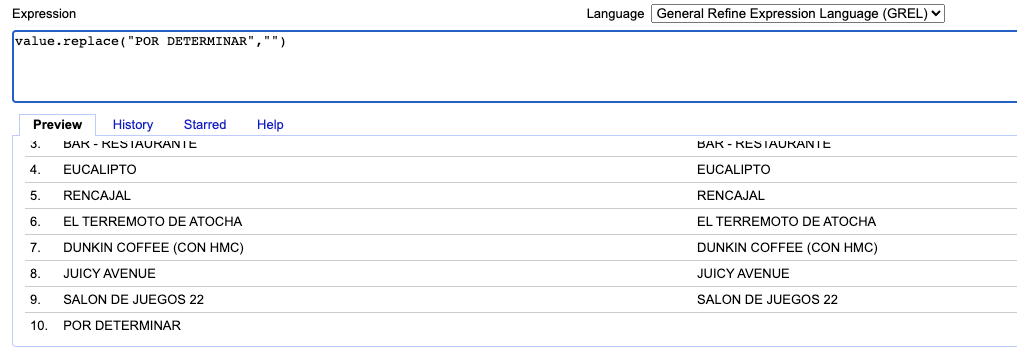 Expression
Language General Refine Expression Language (GREL)
value.replace("POR DETERMINAR","")
Preview History Starred Help
3. BAR - RESTAURANTE BAR - RESTAURANTE
4. EUCALIPTO EUCALIPTO
5. RENCAJAL RENCAJAL
6. EL TERREMOTO DE ATOCHA EL TERREMOTO DE ATOCHA
7. DUNKIN COFFEE (CON HMC) DUNKIN COFFEE (CON HMC)
8. JUICY AVENUE JUICY AVENUE
9. SALON DE JUEGOS 22 SALON DE JUEGOS 22
10. POR DETERMINAR